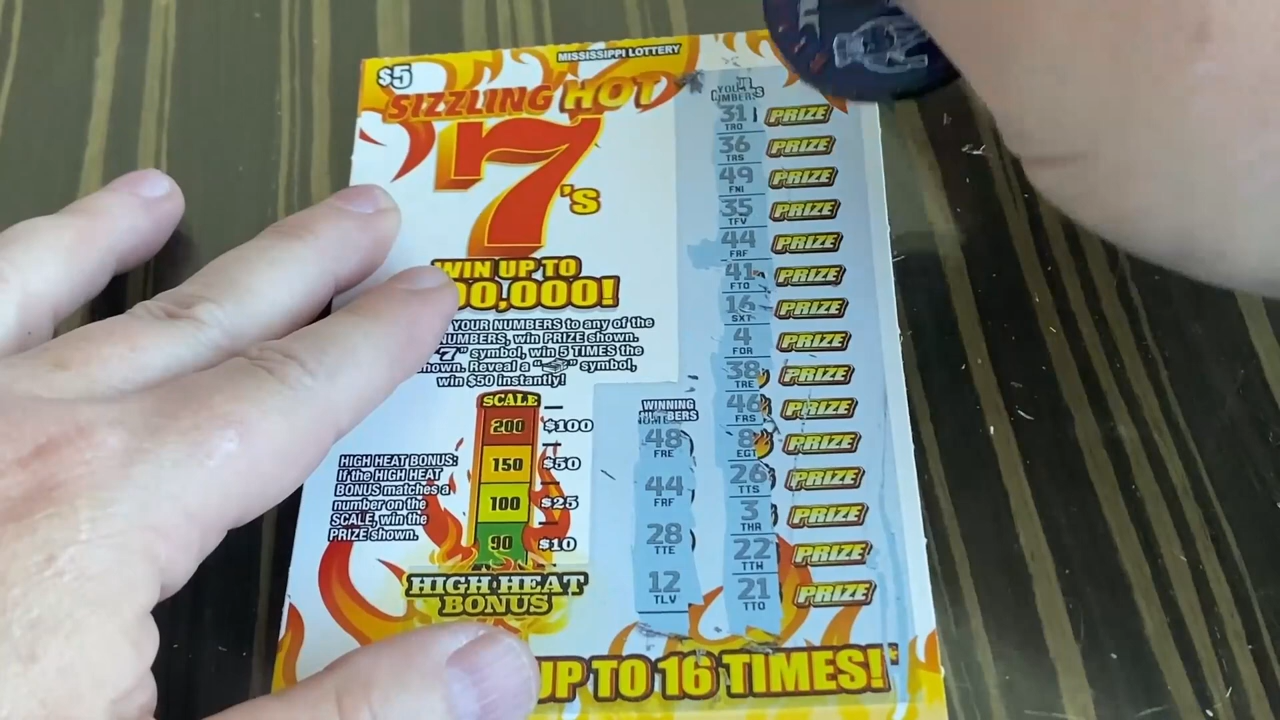 MISSISSIPPI LOTTERY
$5
SIZZLING HOT
7's
WIN UP TO
00,000!
YOUR NUMBERS to any of the
NUMBERS, win PRIZE shown.
"7" symbol, win 5 TIMES the
shown. Reveal a " " symbol,
win $50 instantly!
SCALE
200 $100
150 $50
100 $25
90 $10
HIGH HEAT BONUS:
If the HIGH HEAT
BONUS matches a
number on the
SCALE, win the
PRIZE shown.
HIGH HEAT
BONUS
WINNING
NUMBERS
48
FRE
44
FRF
28
TTE
12
TLV
YOUR
NUMBERS
31 PRIZE
TRO
36 PRIZE
TRS
49 PRIZE
FNI
35 PRIZE
TFV
44 PRIZE
FRF
41 PRIZE
FTO
16 PRIZE
SXT
4 PRIZE
FOR
38 PRIZE
TRE
46 PRIZE
FRS
8 PRIZE
EGT
26 PRIZE
TTS
3 PRIZE
THR
22 PRIZE
TTW
21 PRIZE
TTO
UP TO 16 TIMES!*